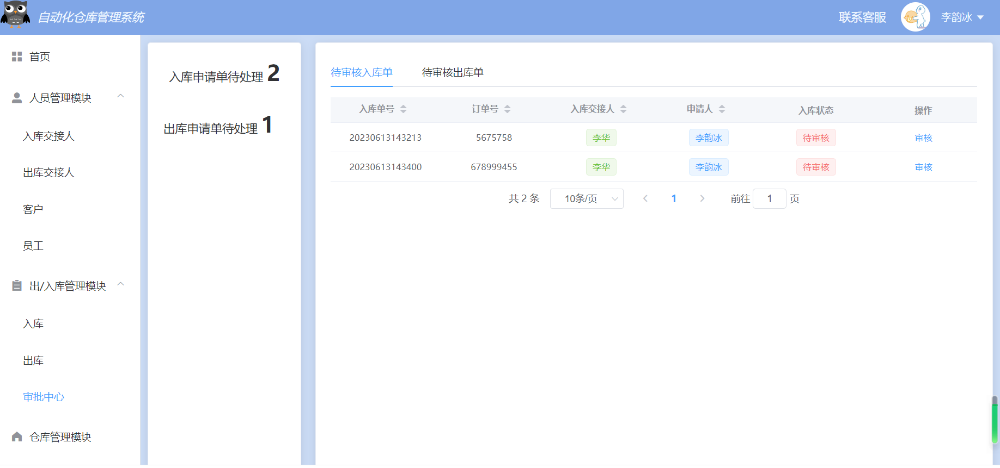 自动化仓库管理系统
联系客服
李韵冰
首页
人员管理模块
入库交接人
出库交接人
客户
员工
出/入库管理模块
入库
出库
审批中心
仓库管理模块
入库申请单待处理 2
出库申请单待处理 1
待审核入库单 待审核出库单
入库单号 订单号 入库交接人 申请人 入库状态 操作
20230613143213 5675758 李华 李韵冰 待审核 审核
20230613143400 678999455 李华 李韵冰 待审核 审核
共 2 条 10条/页 1 前往 1 页